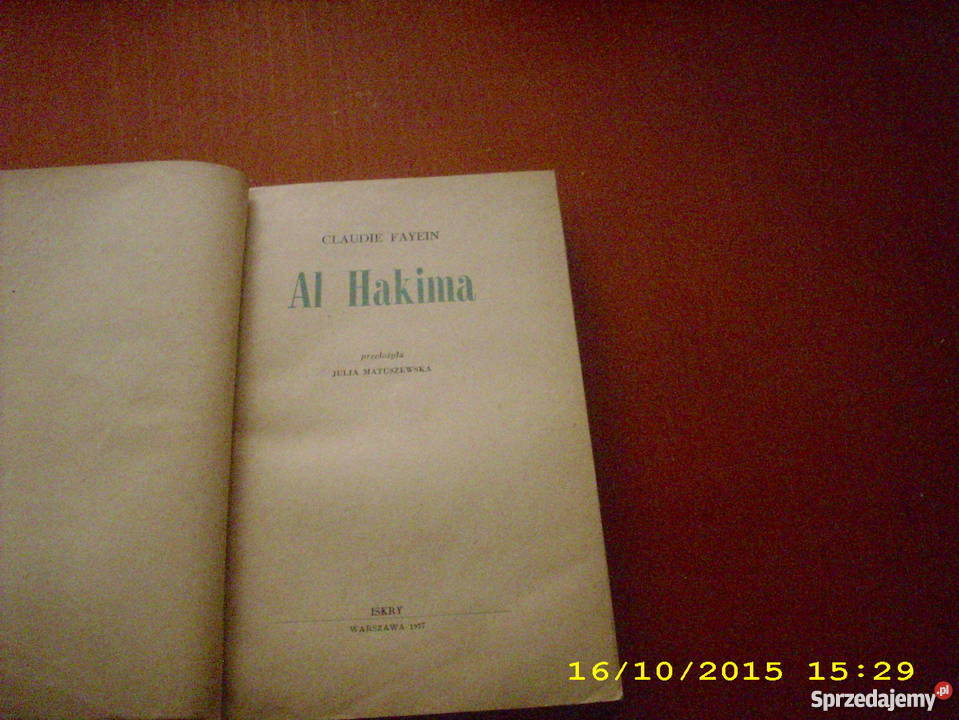 CLAUDIE FAYEIN
Al Hakima
przełożyła
JULIA MATUSZEWSKA
ISKRY
WARSZAWA 1957
16/10/2015 15:29
Sprzedajemy.pl